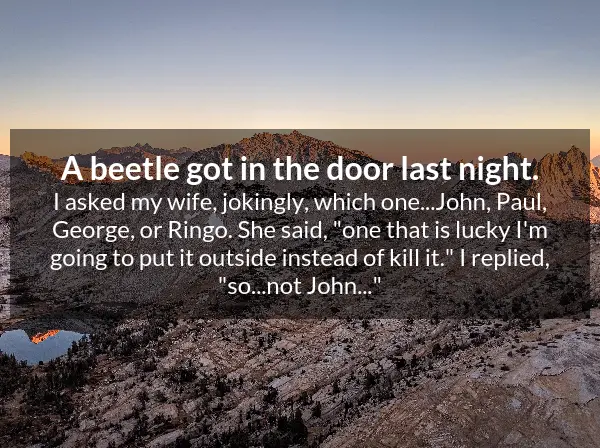 A beetle got in the door last night.
I asked my wife, jokingly, which one...John, Paul,
George, or Ringo. She said, "one that is lucky I'm
going to put it outside instead of kill it." I replied,
"so...not John..."